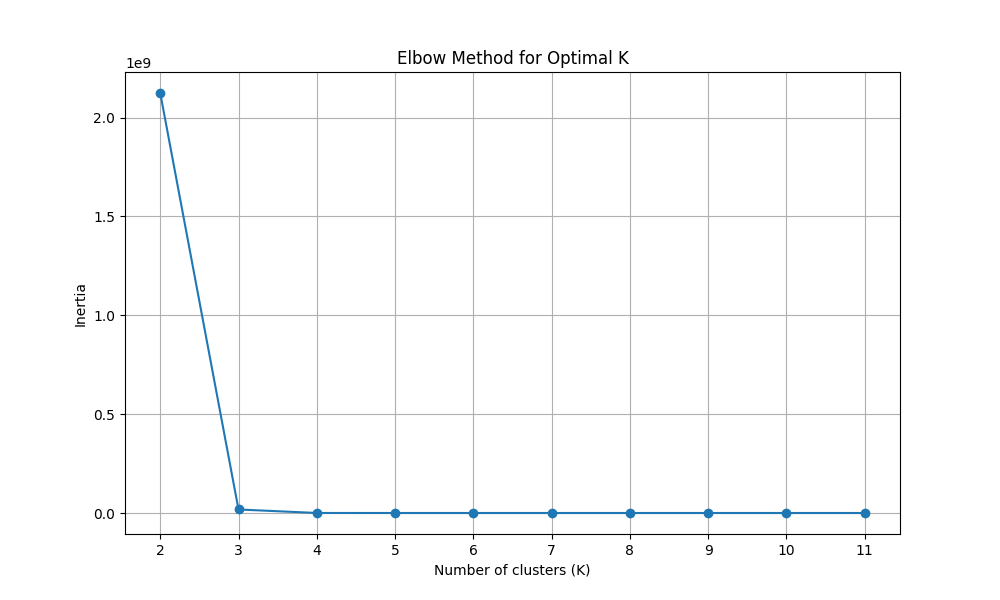 Elbow Method for Optimal K
1e9
2.0
1.5
1.0
0.5
0.0
Inertia
2 3 4 5 6 7 8 9 10 11
Number of clusters (K)